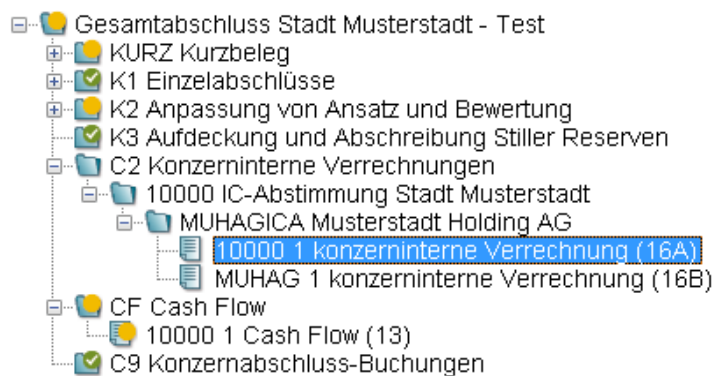 Gesamtabschluss Stadt Musterstadt - Test
KURZ Kurzbeleg
K1 Einzelabschlüsse
K2 Anpassung von Ansatz und Bewertung
K3 Aufdeckung und Abschreibung Stiller Reserven
C2 Konzerninterne Verrechnungen
10000 IC-Abstimmung Stadt Musterstadt
MUHAGICA Musterstadt Holding AG
10000 1 konzerninterne Verrechnung (16A)
MUHAG 1 konzerninterne Verrechnung (16B)
CF Cash Flow
10000 1 Cash Flow (13)
C9 Konzernabschluss-Buchungen